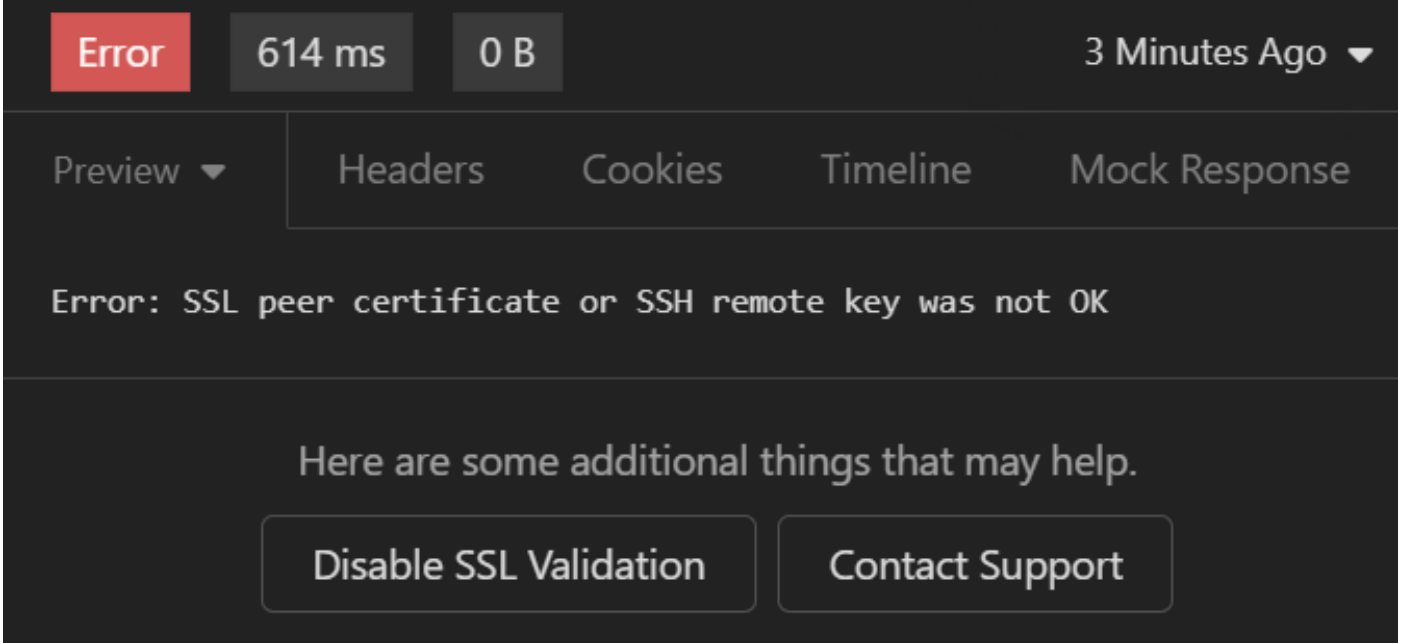 Error 614 ms 0 B 3 Minutes Ago
Preview Headers Cookies Timeline Mock Response
Error: SSL peer certificate or SSH remote key was not OK
Here are some additional things that may help.
Disable SSL Validation Contact Support